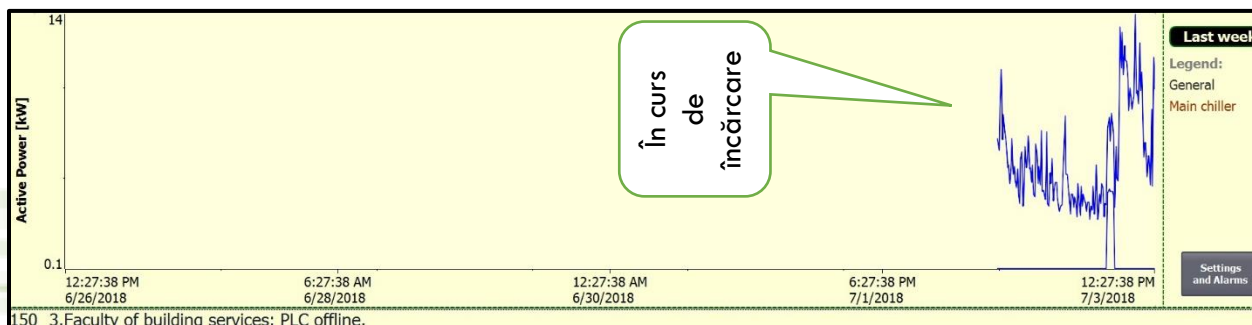 14
Active Power [kW]
0.1
În curs
de
încărcare
Last week
Legend:
General
Main chiller
Settings
and Alarms
12:27:38 PM
6/26/2018
6:27:38 AM
6/28/2018
12:27:38 AM
6/30/2018
6:27:38 PM
7/1/2018
12:27:38 PM
7/3/2018
150 3.Faculty of building services: PLC offline.